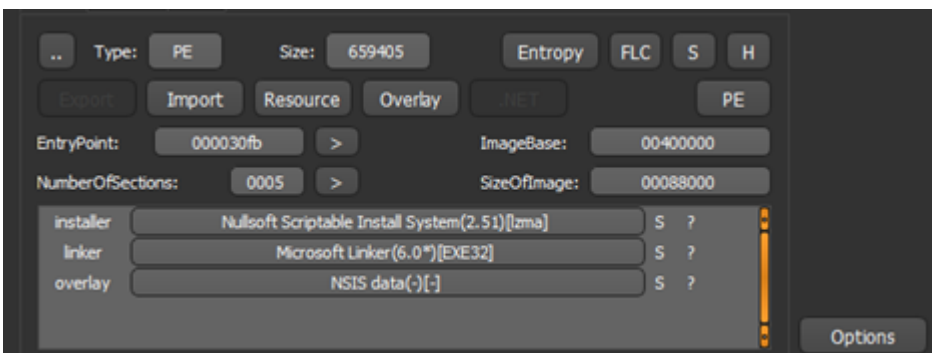 .. Type: PE Size: 659405 Entropy FLC S H
Export Import Resource Overlay .NET PE
EntryPoint: 000030fb > ImageBase: 00400000
NumberOfSections: 0005 > SizeOfImage: 00088000
installer Nullsoft Scriptable Install System(2.51)[lzma] S ?
linker Microsoft Linker(6.0*)[EXE32] S ?
overlay NSIS data(-)[-] S ?
Options